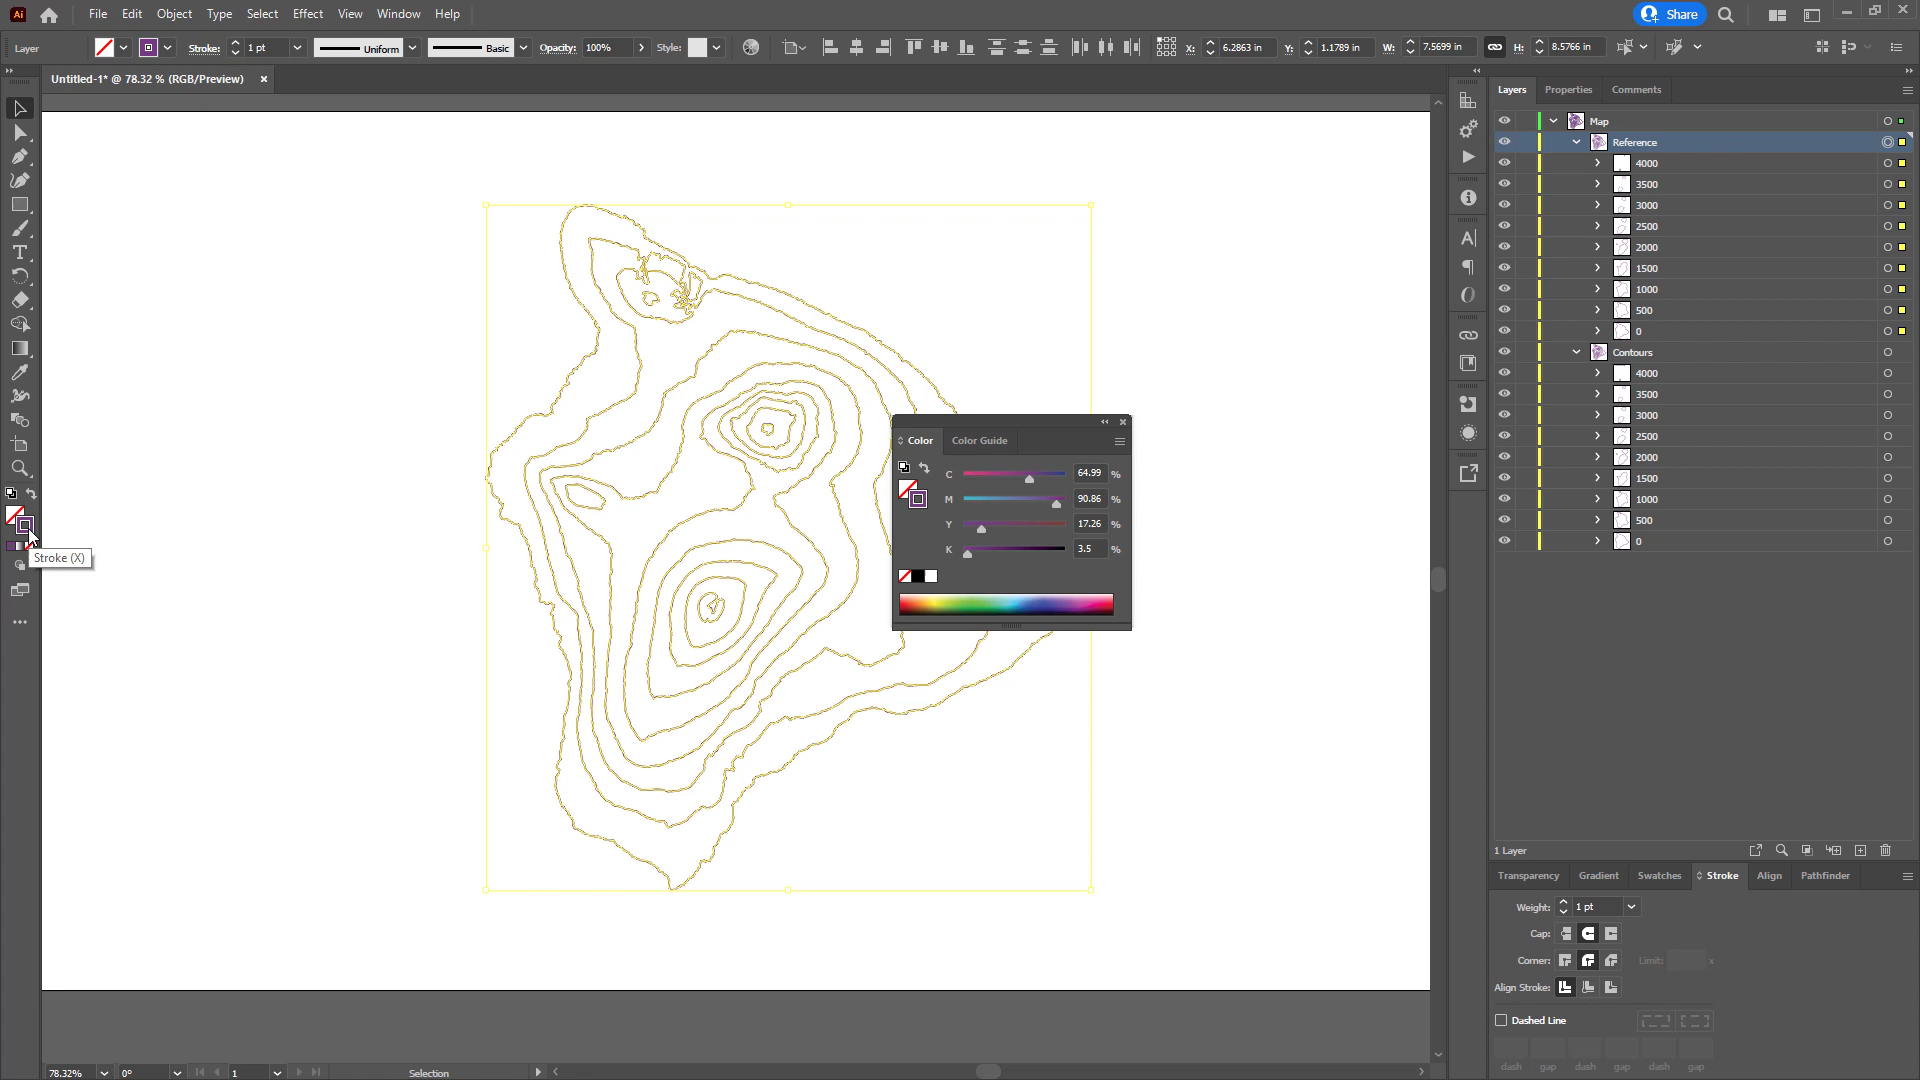 Ai File Edit Object Type Select Effect View Window Help Share
Layer Stroke: 1 pt Uniform Basic Opacity: 100% Style: X: 6.2863 in Y: 1.1789 in W: 7.5699 in H: 8.5766 in
Untitled-1* @ 78.32 % (RGB/Preview) ×
Layers Properties Comments
Map
Reference
4000
3500
3000
2500
2000
1500
1000
500
0
Contours
4000
3500
3000
2500
2000
1500
1000
500
0
Color Color Guide
C 64.99 %
M 90.86 %
Y 17.26 %
K 3.5 %
Stroke (X)
1 Layer
Transparency Gradient Swatches Stroke Align Pathfinder
Weight: 1 pt
Cap:
Corner: Limit: x
Align Stroke:
Dashed Line
dash gap dash gap dash gap
78.32% 0° 1 Selection